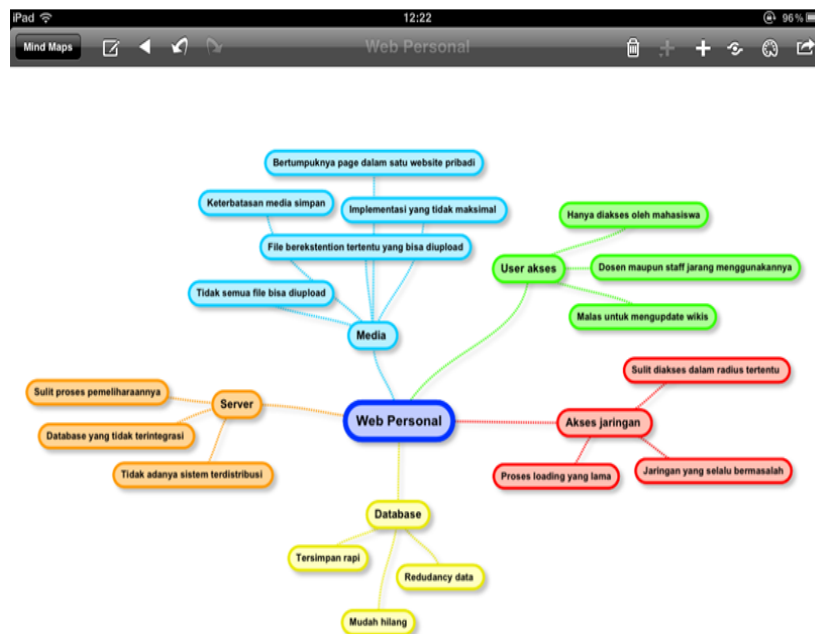 iPad 12:22 96%
Mind Maps Web Personal
Bertumpuknya page dalam satu website pribadi
Keterbatasan media simpan
Implementasi yang tidak maksimal
File berekstention tertentu yang bisa diupload
Tidak semua file bisa diupload
Media
Hanya diakses oleh mahasiswa
User akses
Dosen maupun staff jarang menggunakannya
Malas untuk mengupdate wikis
Sulit proses pemeliharaannya
Server
Database yang tidak terintegrasi
Tidak adanya sistem terdistribusi
Web Personal
Sulit diakses dalam radius tertentu
Akses jaringan
Proses loading yang lama
Jaringan yang selalu bermasalah
Database
Tersimpan rapi
Redudancy data
Mudah hilang